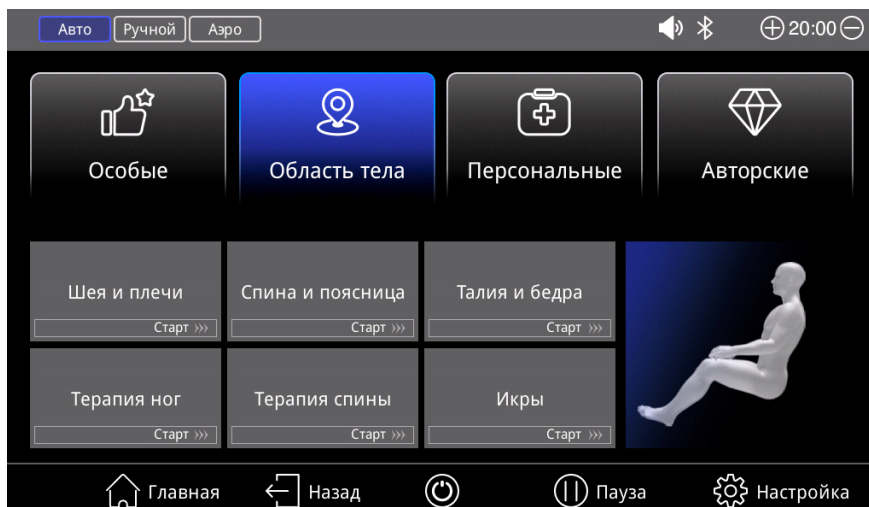 Авто Ручной Аэро 20:00
Особые Область тела Персональные Авторские
Шея и плечи Спина и поясница Талия и бедра
Старт Старт Старт
Терапия ног Терапия спины Икры
Старт Старт Старт
Главная Назад Пауза Настройка